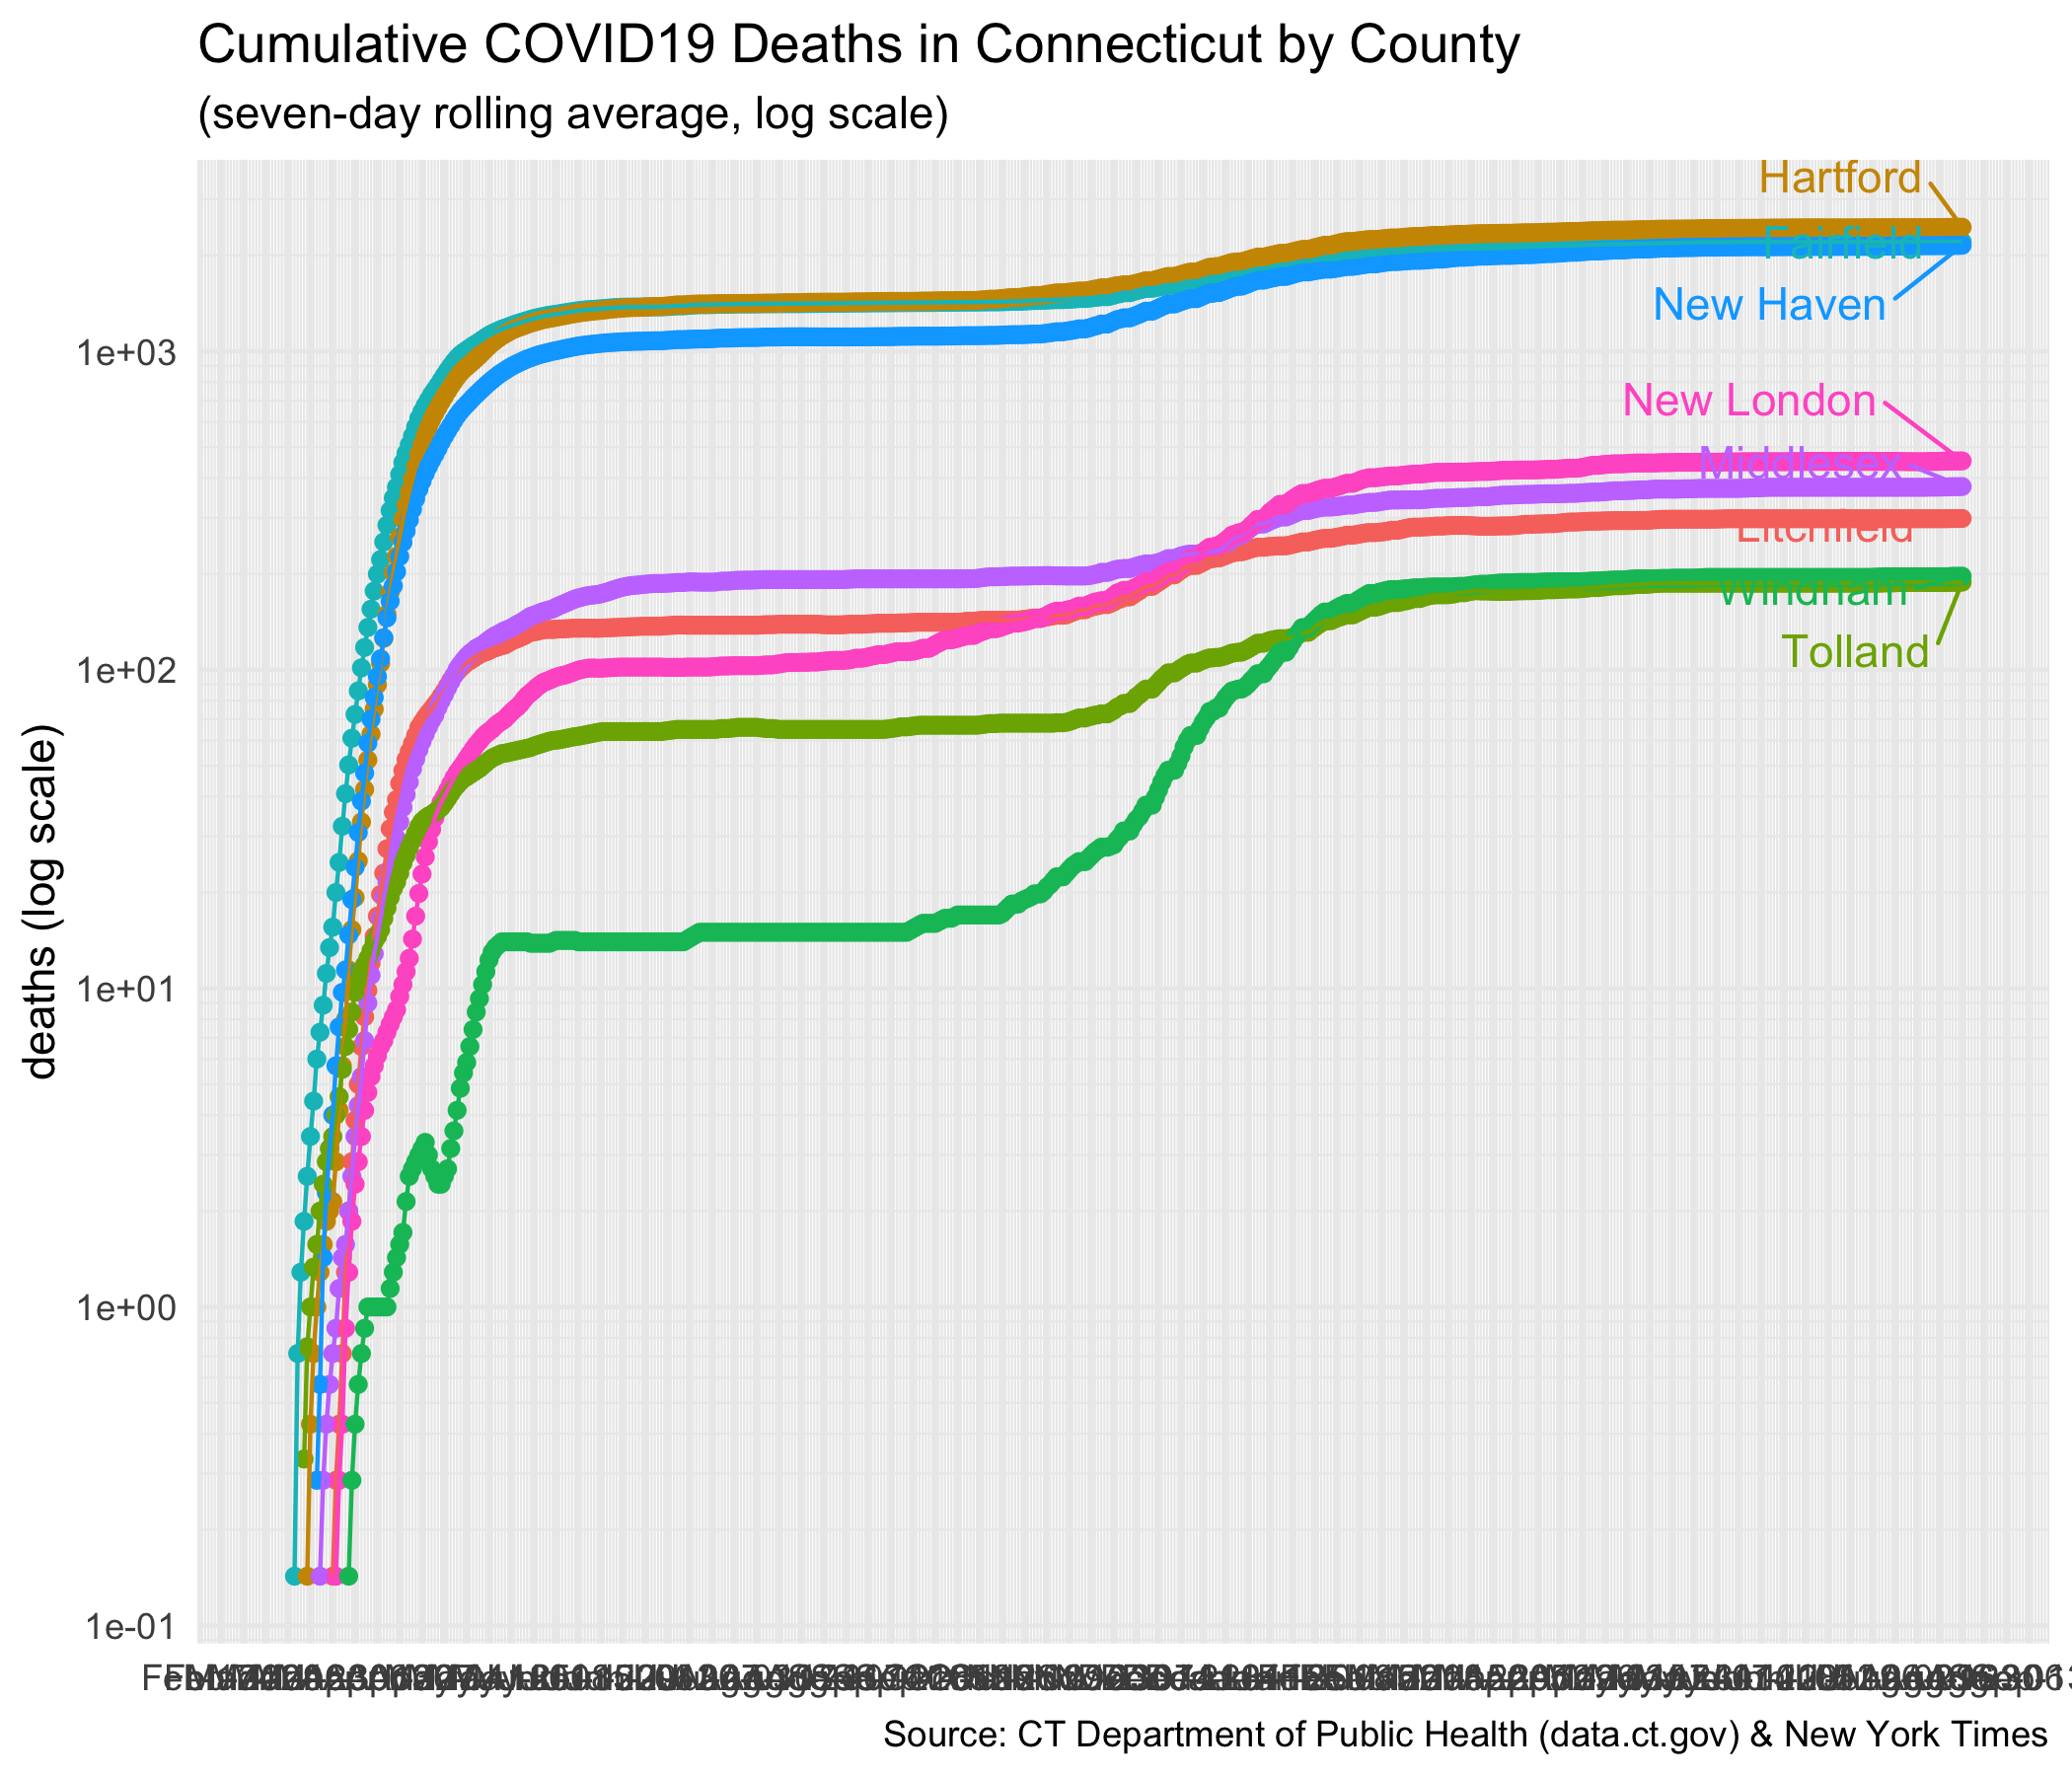 Cumulative COVID19 Deaths in Connecticut by County
(seven-day rolling average, log scale)
Hartford
Fairfield
New Haven
1e+03
New London
Middlesex
Litchfield
Windham
Tolland
1e+02
deaths (log scale)
1e+01
1e+00
1e-01
Source: CT Department of Public Health (data.ct.gov) & New York Times